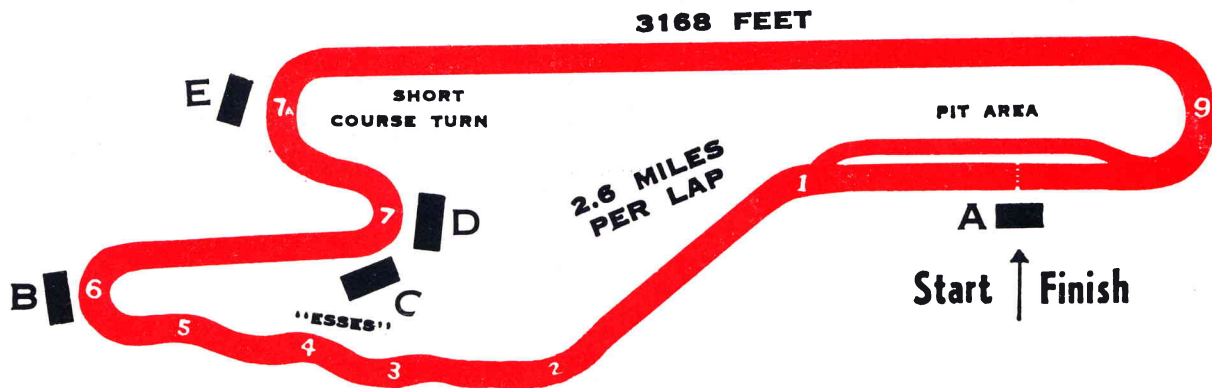 3168 FEET
E
7A
SHORT
COURSE TURN
PIT AREA
9
2.6 MILES
PER LAP
1
7
D
A
B
6
C
Start
Finish
"ESSES"
5
4
3
2